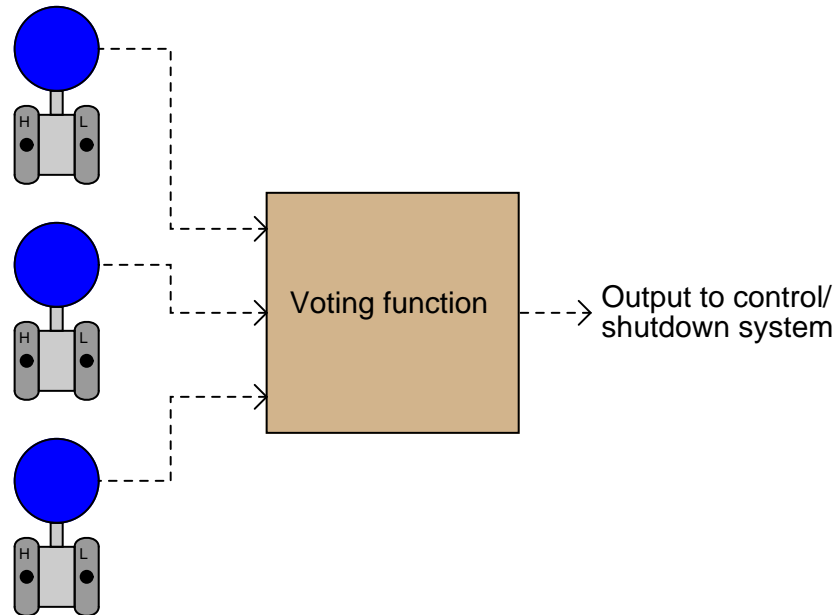 H L
H L
Voting function
Output to control/
shutdown system
H L